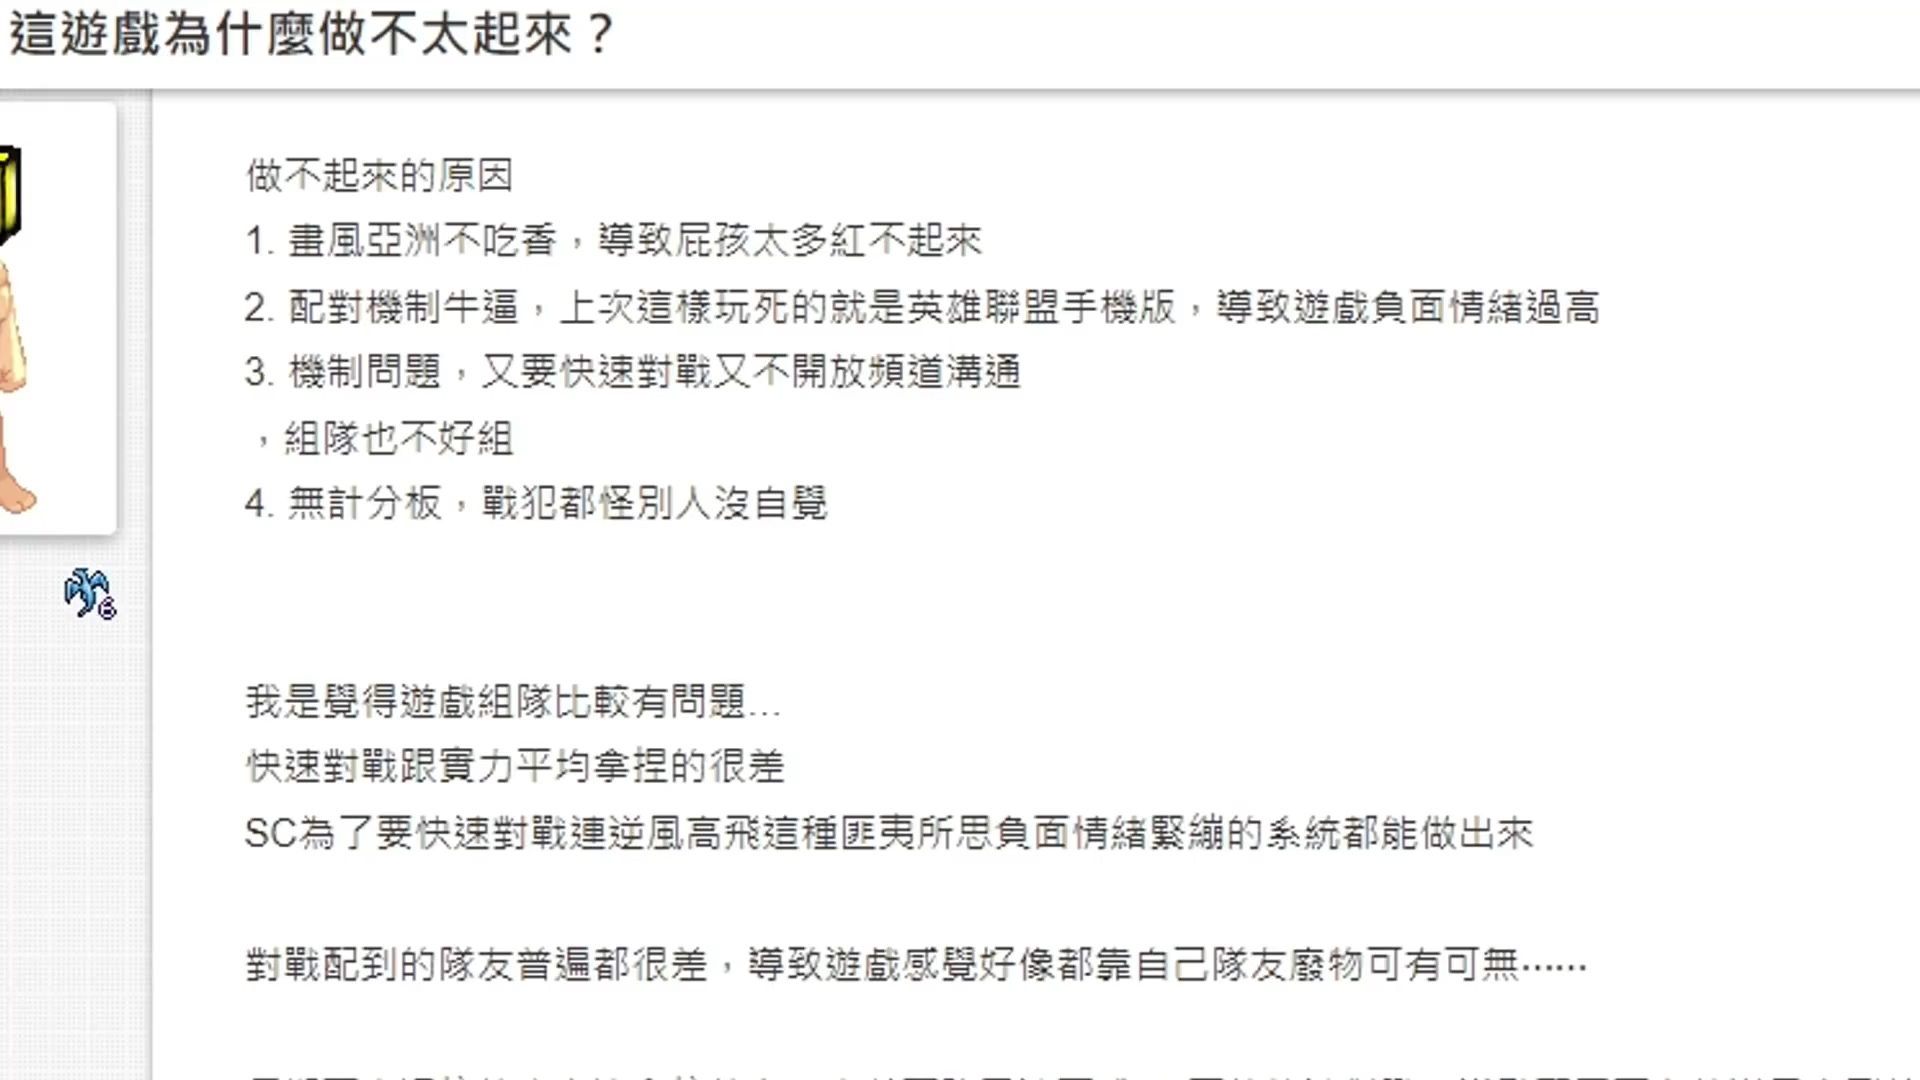 這遊戲為什麼做不太起來？
做不起來的原因
1. 畫風亞洲不吃香，導致屁孩太多紅不起來
2. 配對機制牛逼，上次這樣玩死的就是英雄聯盟手機版，導致遊戲負面情緒過高
3. 機制問題，又要快速對戰又不開放頻道溝通
，組隊也不好組
4. 無計分板，戰犯都怪別人沒自覺
6
我是覺得遊戲組隊比較有問題...
快速對戰跟實力平均拿捏的很差
SC為了要快速對戰連逆風高飛這種匪夷所思負面情緒緊繃的系統都能做出來
對戰配到的隊友普遍都很差，導致遊戲感覺好像都靠自己隊友廢物可有可無⋯⋯